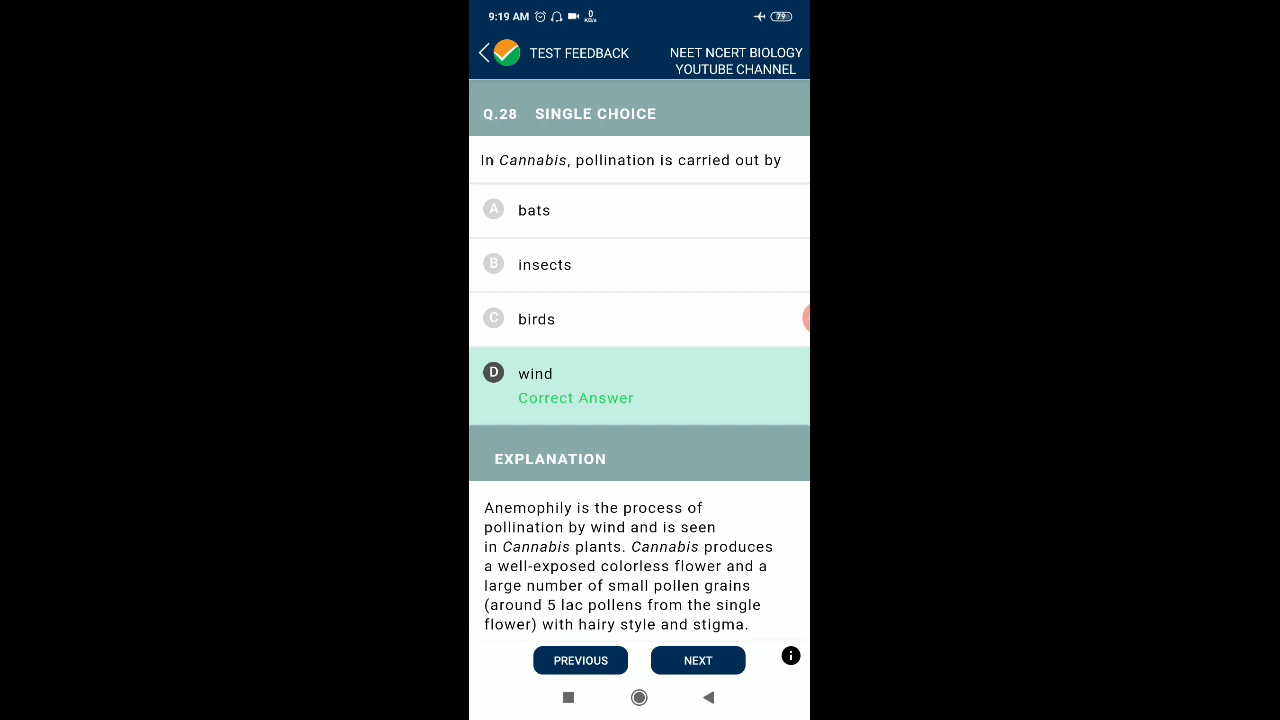 9:19 AM 0 KB/s 79
TEST FEEDBACK
NEET NCERT BIOLOGY
YOUTUBE CHANNEL
Q.28 SINGLE CHOICE
In Cannabis, pollination is carried out by
A bats
B insects
C birds
D wind
Correct Answer
EXPLANATION
Anemophily is the process of
pollination by wind and is seen
in Cannabis plants. Cannabis produces
a well-exposed colorless flower and a
large number of small pollen grains
(around 5 lac pollens from the single
flower) with hairy style and stigma.
PREVIOUS NEXT i